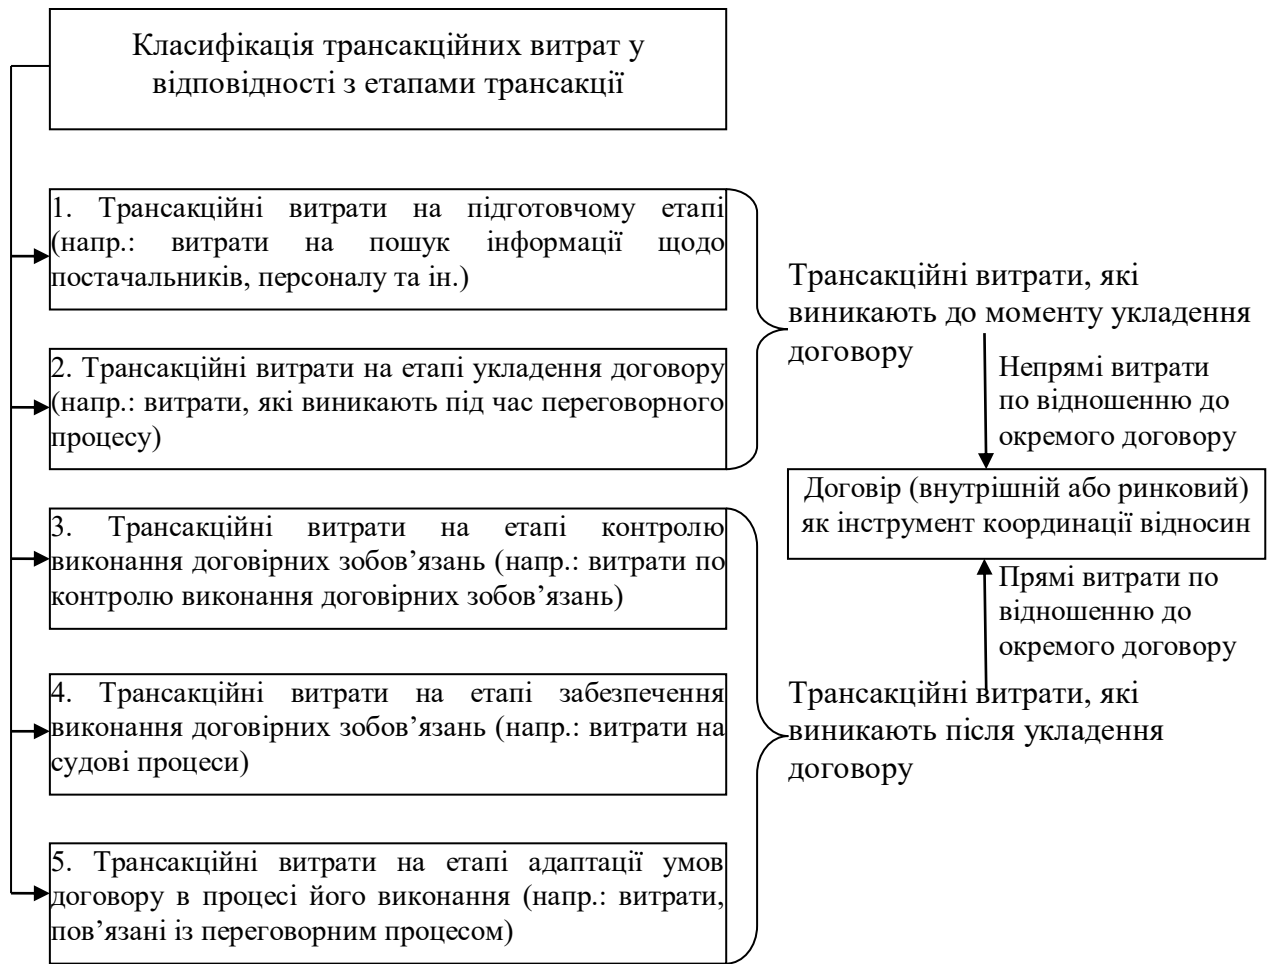 Класифікація трансакційних витрат у
відповідності з етапами трансакції
1. Трансакційні витрати на підготовчому етапі
(напр.: витрати на пошук інформації щодо
постачальників, персоналу та ін.)
2. Трансакційні витрати на етапі укладення договору
(напр.: витрати, які виникають під час переговорного
процесу)
3. Трансакційні витрати на етапі контролю
виконання договірних зобов’язань (напр.: витрати по
контролю виконання договірних зобов’язань)
4. Трансакційні витрати на етапі забезпечення
виконання договірних зобов’язань (напр.: витрати на
судові процеси)
5. Трансакційні витрати на етапі адаптації умов
договору в процесі його виконання (напр.: витрати,
пов’язані із переговорним процесом)
Трансакційні витрати, які
виникають до моменту укладення
договору
Непрямі витрати
по відношенню до
окремого договору
Договір (внутрішній або ринковий)
як інструмент координації відносин
Прямі витрати по
відношенню до
окремого договору
Трансакційні витрати, які
виникають після укладення
договору